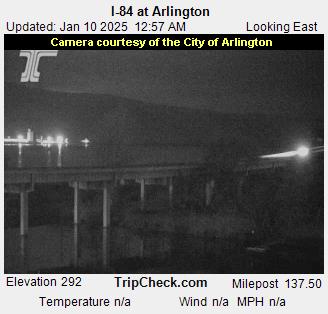 I-84 at Arlington
Updated: Jan 10 2025 12:57 AM Looking East
Camera courtesy of the City of Arlington
Elevation 292 TripCheck.com Milepost 137.50
Temperature n/a Wind n/a MPH n/a